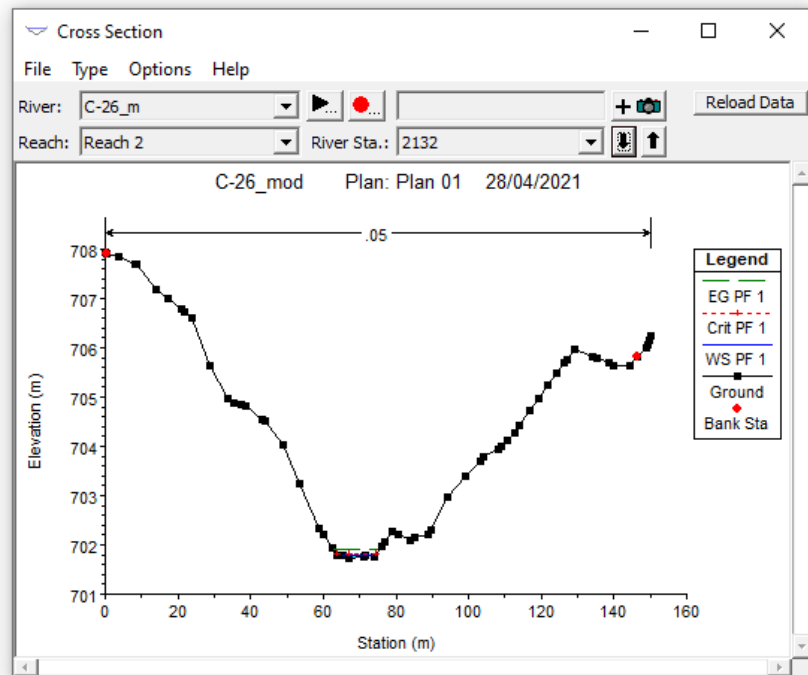 Cross Section
File Type Options Help
River: C-26_m ... ... Reload Data
Reach: Reach 2 River Sta.: 2132
C-26_mod Plan: Plan 01 28/04/2021
.05
708
707
706
705
704
703
702
701
Elevation (m)
0 20 40 60 80 100 120 140 160
Station (m)
Legend
EG PF 1
Crit PF 1
WS PF 1
Ground
Bank Sta